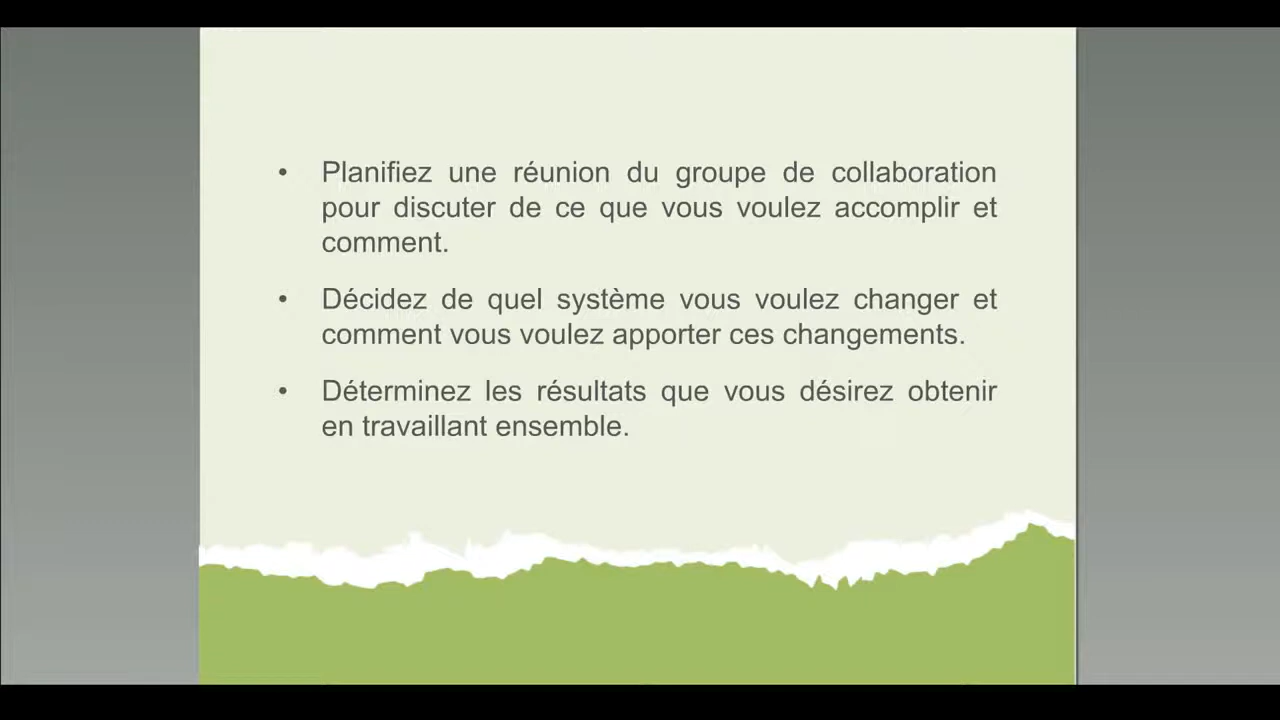 • Planifiez une réunion du groupe de collaboration
pour discuter de ce que vous voulez accomplir et
comment.
• Décidez de quel système vous voulez changer et
comment vous voulez apporter ces changements.
• Déterminez les résultats que vous désirez obtenir
en travaillant ensemble.